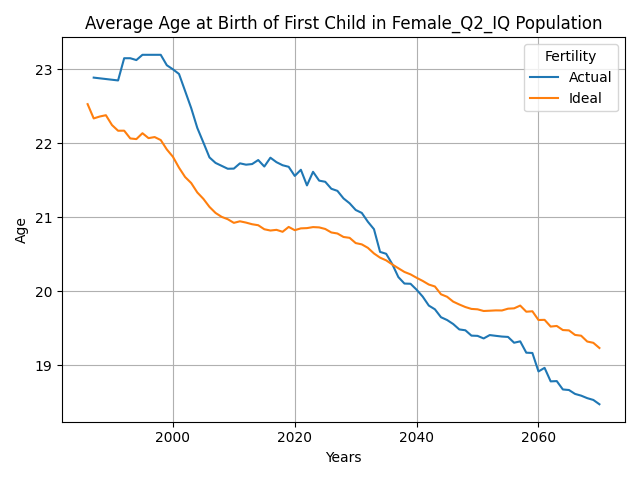 Average Age at Birth of First Child in Female_Q2_IQ Population
Fertility
Actual
Ideal
Age
23
22
21
20
19
2000
2020
2040
2060
Years